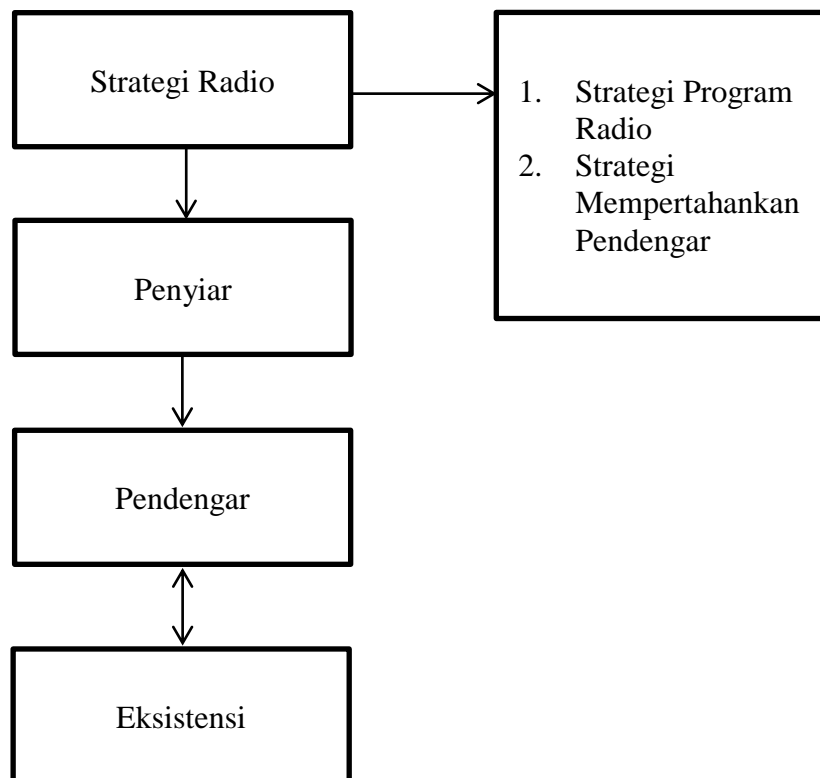 Strategi Radio
1. Strategi Program
Radio
2. Strategi
Mempertahankan
Pendengar
Penyiar
Pendengar
Eksistensi